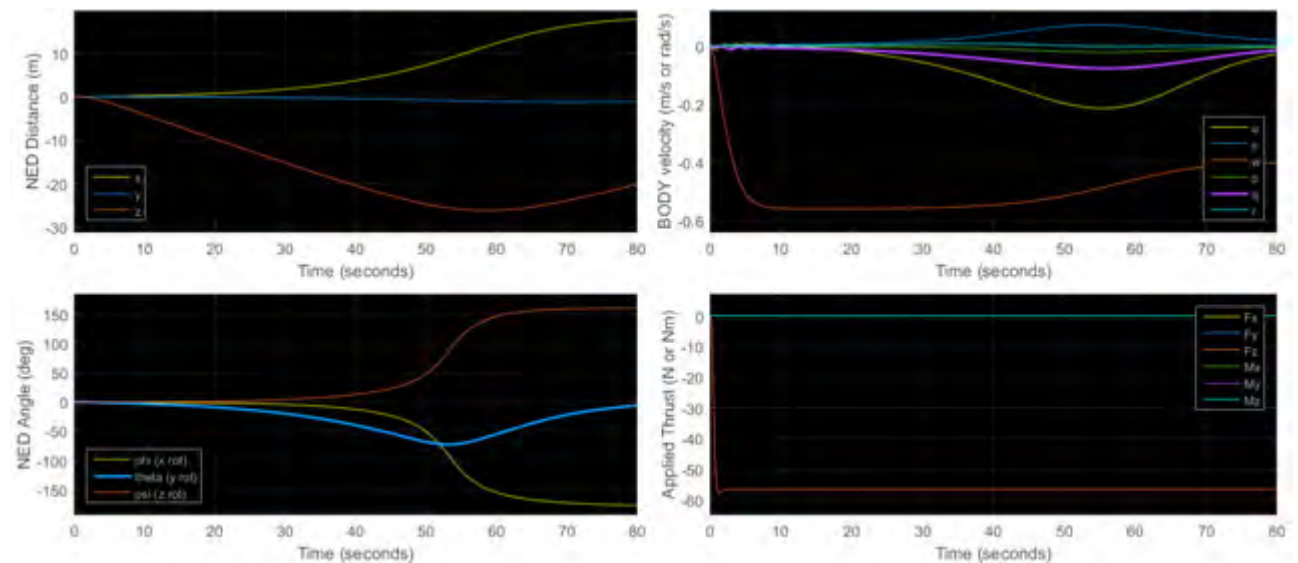 NED Distance (m)
10
0
-10
-20
-30
x
y
z
0 10 20 30 40 50 60 70 80
Time (seconds)
BODY velocity (m/s or rad/s)
0
-0.2
-0.4
-0.6
u
v
w
p
q
r
0 10 20 30 40 50 60 70 80
Time (seconds)
NED Angle (deg)
150
100
50
0
-50
-100
-150
phi (x rot)
theta (y rot)
psi (z rot)
0 10 20 30 40 50 60 70 80
Time (seconds)
Applied Thrust (N or Nm)
0
-10
-20
-30
-40
-50
-60
Fx
Fy
Fz
Mx
My
Mz
0 10 20 30 40 50 60 70 80
Time (seconds)